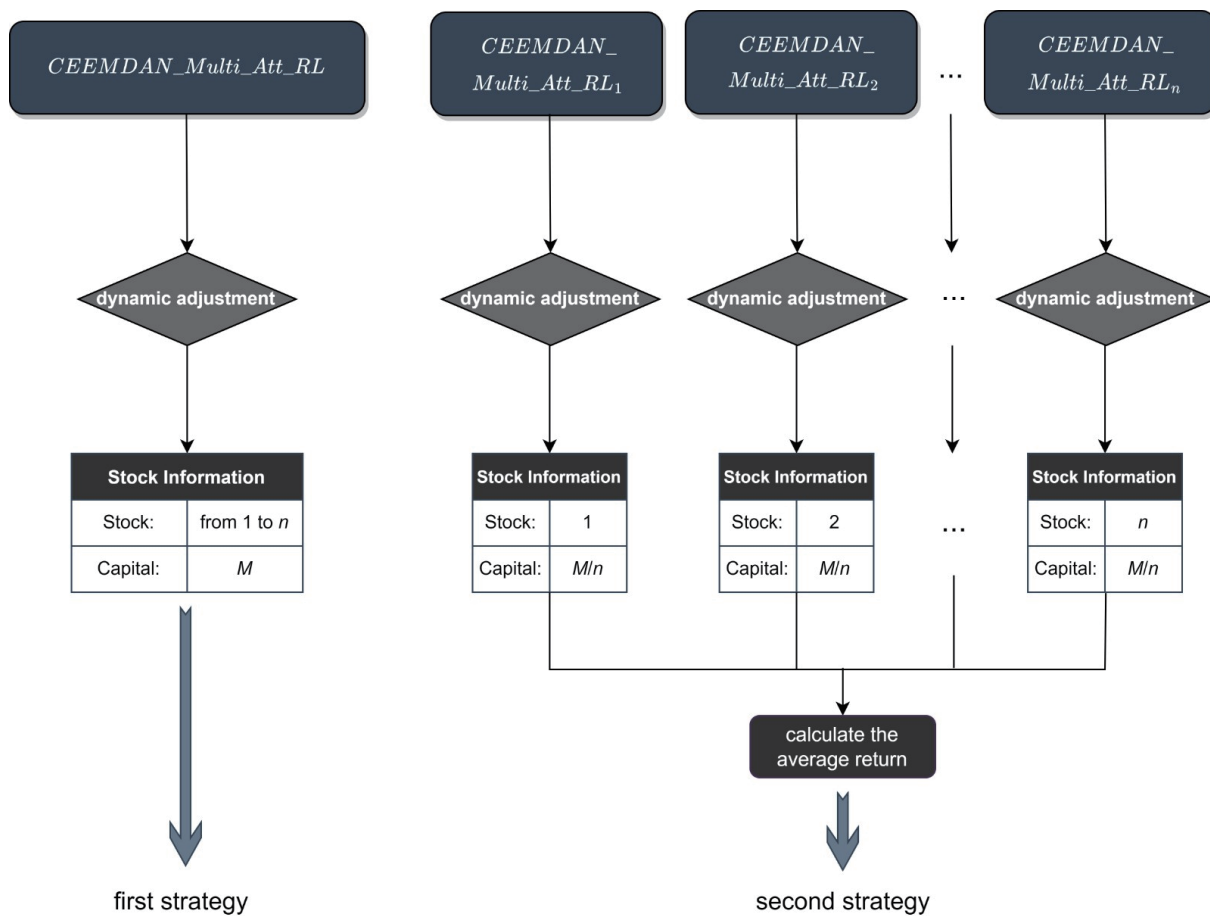 CEEMDAN_Multi_Att_RL
CEEMDAN_
Multi_Att_RL₁
CEEMDAN_
Multi_Att_RL₂
...
CEEMDAN_
Multi_Att_RLₙ
dynamic adjustment
dynamic adjustment
dynamic adjustment
...
dynamic adjustment
Stock Information
Stock: from 1 to n
Capital: M
Stock Information
Stock: 1
Capital: M/n
Stock Information
Stock: 2
Capital: M/n
...
Stock Information
Stock: n
Capital: M/n
calculate the
average return
first strategy
second strategy